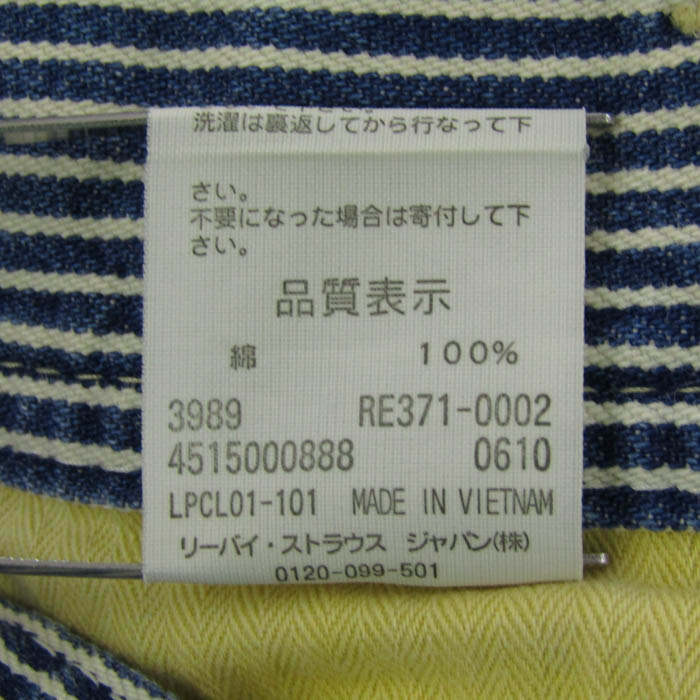 洗濯は裏返してから行なって下
さい。
不要になった場合は寄付して下
さい。
品質表示
綿 100%
3989 RE371-0002
4515000888 0610
LPCL01-101 MADE IN VIETNAM
リーバイ・ストラウス ジャパン(株)
0120-099-501